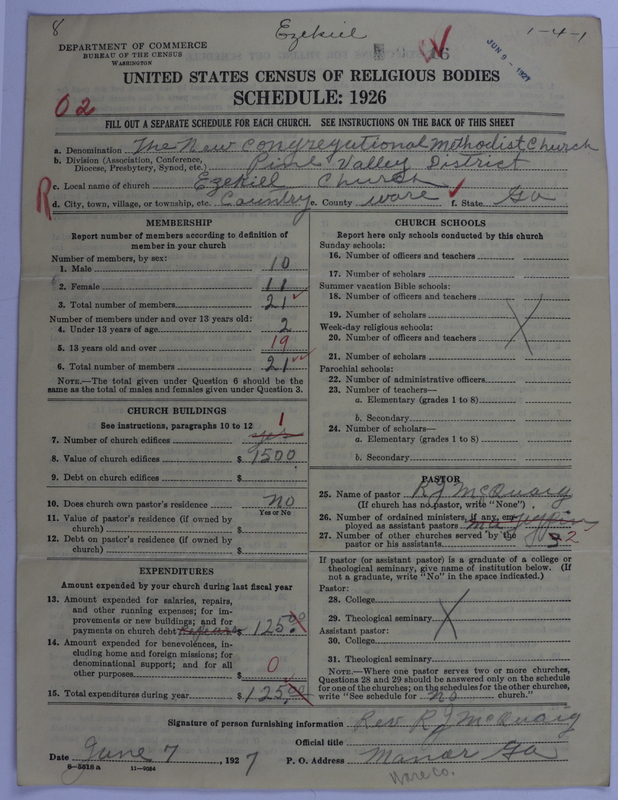 8
Ezekiel
1-4-1
DEPARTMENT OF COMMERCE
BUREAU OF THE CENSUS
WASHINGTON
16
JUN 9 - 1927
UNITED STATES CENSUS OF RELIGIOUS BODIES
SCHEDULE: 1926
02
FILL OUT A SEPARATE SCHEDULE FOR EACH CHURCH. SEE INSTRUCTIONS ON THE BACK OF THIS SHEET
a. Denomination The New Congregational Methodist Church
b. Division (Association, Conference, Diocese, Presbytery, Synod, etc.) Pine Valley District
R
c. Local name of church Ezekiel Church
d. City, town, village, or township, etc. Country e. County Ware f. State Ga
MEMBERSHIP
Report number of members according to definition of
member in your church
Number of members, by sex:
1. Male 10
2. Female 11
3. Total number of members 21
Number of members under and over 13 years old:
4. Under 13 years of age 2
5. 13 years old and over 19
6. Total number of members 21
NOTE.—The total given under Question 6 should be the
same as the total of males and females given under Question 3.
CHURCH BUILDINGS
See instructions, paragraphs 10 to 12
7. Number of church edifices 1
8. Value of church edifices $ 1500
9. Debt on church edifices $
10. Does church own pastor's residence no
Yes or No
11. Value of pastor's residence (if owned by
church) $
12. Debt on pastor's residence (if owned by
church) $
EXPENDITURES
Amount expended by your church during last fiscal year
13. Amount expended for salaries, repairs,
and other running expenses; for im-
provements or new buildings; and for
payments on church debt $ 125.00
14. Amount expended for benevolences, in-
cluding home and foreign missions; for
denominational support; and for all
other purposes $ 0
15. Total expenditures during year $ 125.00
CHURCH SCHOOLS
Report here only schools conducted by this church
Sunday schools:
16. Number of officers and teachers
17. Number of scholars
Summer vacation Bible schools:
18. Number of officers and teachers
19. Number of scholars
Week-day religious schools:
20. Number of officers and teachers
21. Number of scholars
Parochial schools:
22. Number of administrative officers
23. Number of teachers—
a. Elementary (grades 1 to 8)
b. Secondary
24. Number of scholars—
a. Elementary (grades 1 to 8)
b. Secondary
PASTOR
25. Name of pastor R J McQuaig
(If church has no pastor, write "None")
26. Number of ordained ministers, if any, em-
ployed as assistant pastors
27. Number of other churches served by the
pastor or his assistants 3 2
If pastor (or assistant pastor) is a graduate of a college or
theological seminary, give name of institution below. (If
not a graduate, write "No" in the space indicated.)
Pastor:
28. College
29. Theological seminary
Assistant pastor:
30. College
31. Theological seminary
NOTE.—Where one pastor serves two or more churches,
Questions 28 and 29 should be answered only on the schedule
for one of the churches; on the schedules for the other churches,
write "See schedule for no church."
Signature of person furnishing information Rev. R J McQuaig
Official title
Date June 7, 1927 P. O. Address Manor Ga
8-5518 a 11-9024
Ware Co.